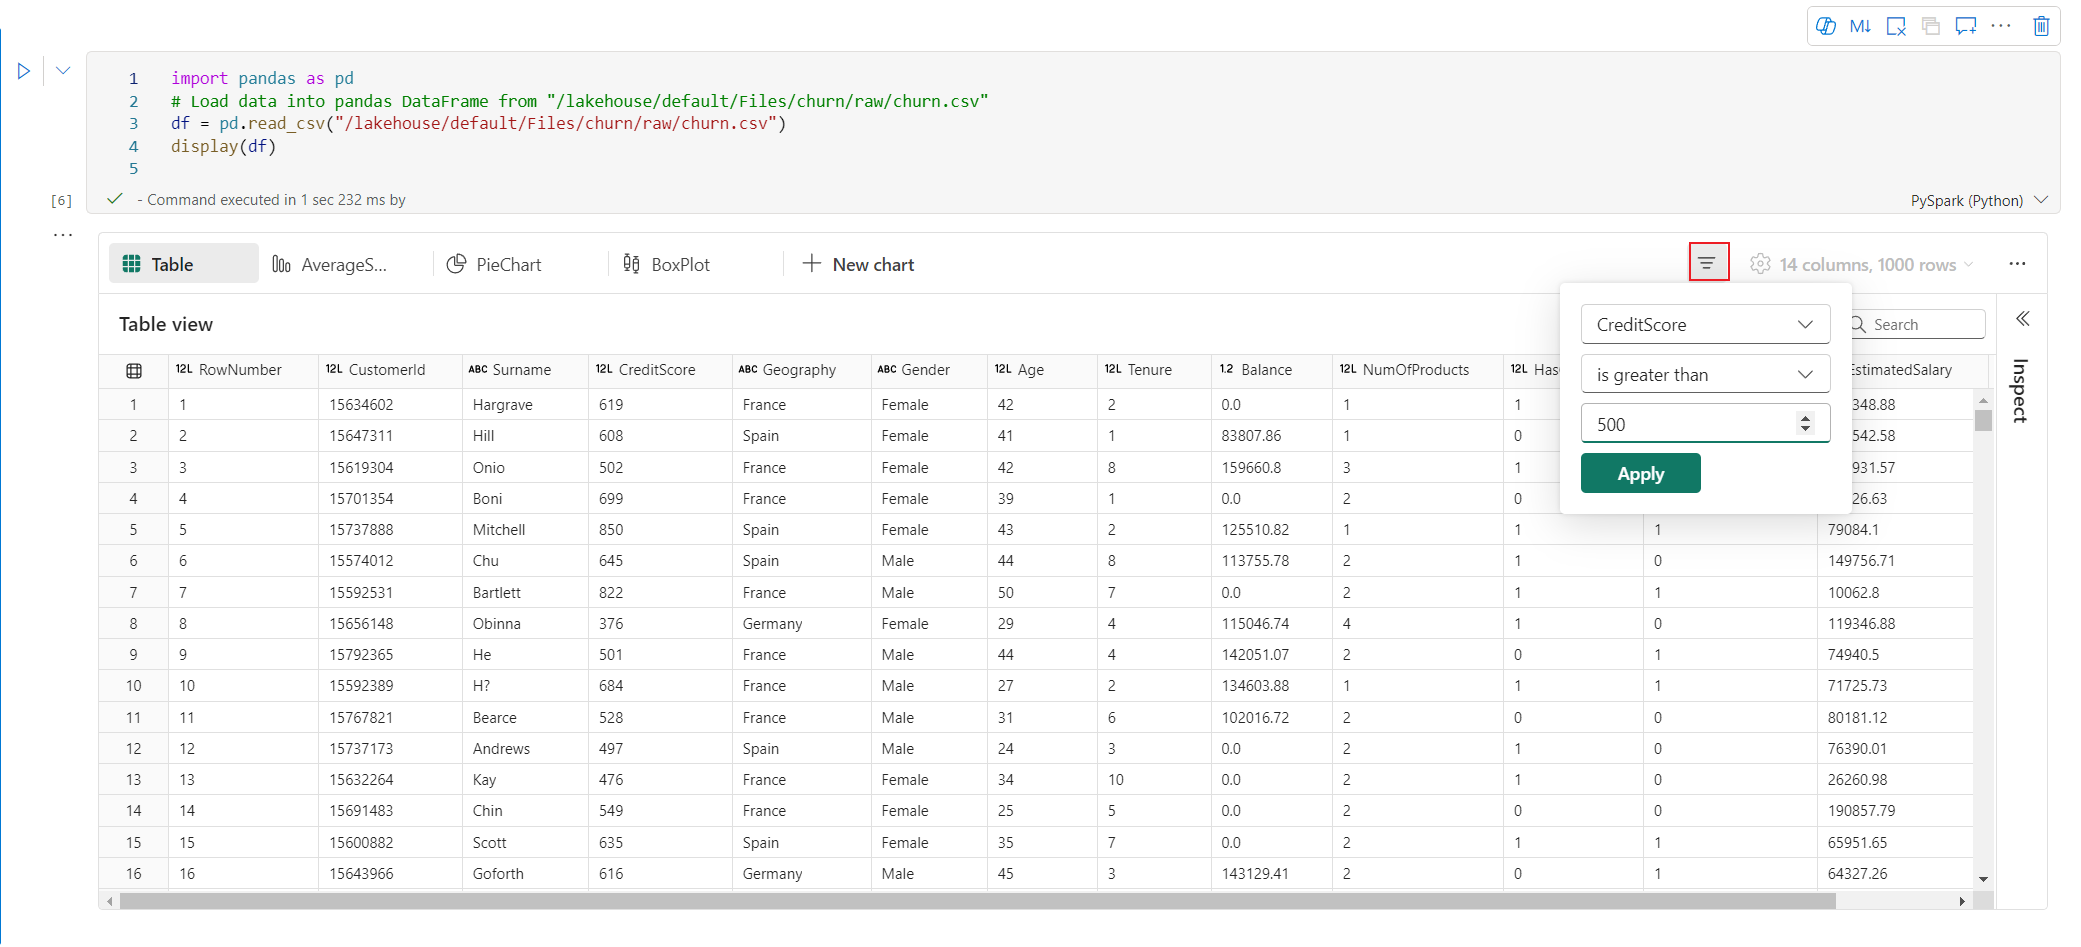 M↓
1 import pandas as pd
2 # Load data into pandas DataFrame from "/lakehouse/default/Files/churn/raw/churn.csv"
3 df = pd.read_csv("/lakehouse/default/Files/churn/raw/churn.csv")
4 display(df)
5
[6] - Command executed in 1 sec 232 ms by PySpark (Python)
Table AverageS... PieChart BoxPlot New chart 14 columns, 1000 rows
Table view Search
CreditScore
is greater than
500
Apply
Inspect
12L RowNumber 12L CustomerId ABC Surname 12L CreditScore ABC Geography ABC Gender 12L Age 12L Tenure 1.2 Balance 12L NumOfProducts 12L Has EstimatedSalary
1 1 15634602 Hargrave 619 France Female 42 2 0.0 1 1 348.88
2 2 15647311 Hill 608 Spain Female 41 1 83807.86 1 0 542.58
3 3 15619304 Onio 502 France Female 42 8 159660.8 3 1 931.57
4 4 15701354 Boni 699 France Female 39 1 0.0 2 0 26.63
5 5 15737888 Mitchell 850 Spain Female 43 2 125510.82 1 1 1 79084.1
6 6 15574012 Chu 645 Spain Male 44 8 113755.78 2 1 0 149756.71
7 7 15592531 Bartlett 822 France Male 50 7 0.0 2 1 1 10062.8
8 8 15656148 Obinna 376 Germany Female 29 4 115046.74 4 1 0 119346.88
9 9 15792365 He 501 France Male 44 4 142051.07 2 0 1 74940.5
10 10 15592389 H? 684 France Male 27 2 134603.88 1 1 1 71725.73
11 11 15767821 Bearce 528 France Male 31 6 102016.72 2 0 0 80181.12
12 12 15737173 Andrews 497 Spain Male 24 3 0.0 2 1 0 76390.01
13 13 15632264 Kay 476 France Female 34 10 0.0 2 1 0 26260.98
14 14 15691483 Chin 549 France Female 25 5 0.0 2 0 0 190857.79
15 15 15600882 Scott 635 Spain Female 35 7 0.0 2 1 1 65951.65
16 16 15643966 Goforth 616 Germany Male 45 3 143129.41 2 0 1 64327.26